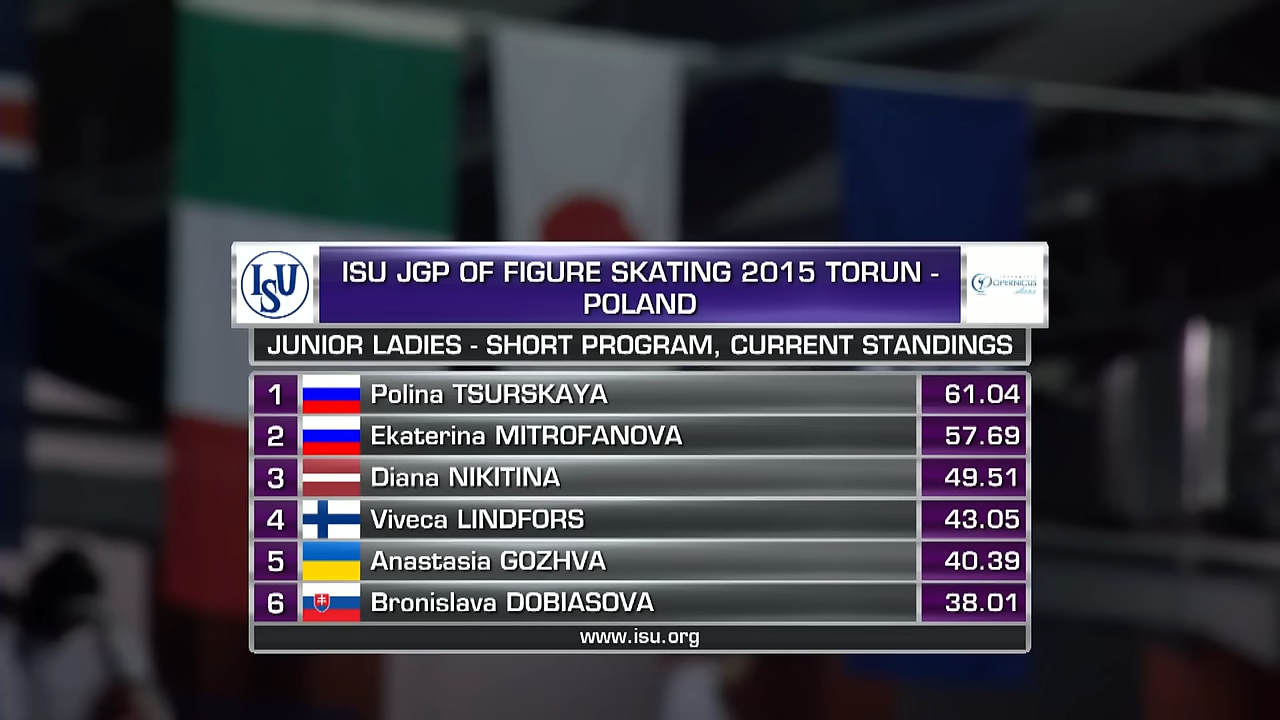 ISU
ISU JGP OF FIGURE SKATING 2015 TORUN -
POLAND
COPERNICUS
JUNIOR LADIES - SHORT PROGRAM, CURRENT STANDINGS
1 Polina TSURSKAYA 61.04
2 Ekaterina MITROFANOVA 57.69
3 Diana NIKITINA 49.51
4 Viveca LINDFORS 43.05
5 Anastasia GOZHVA 40.39
6 Bronislava DOBIASOVA 38.01
www.isu.org